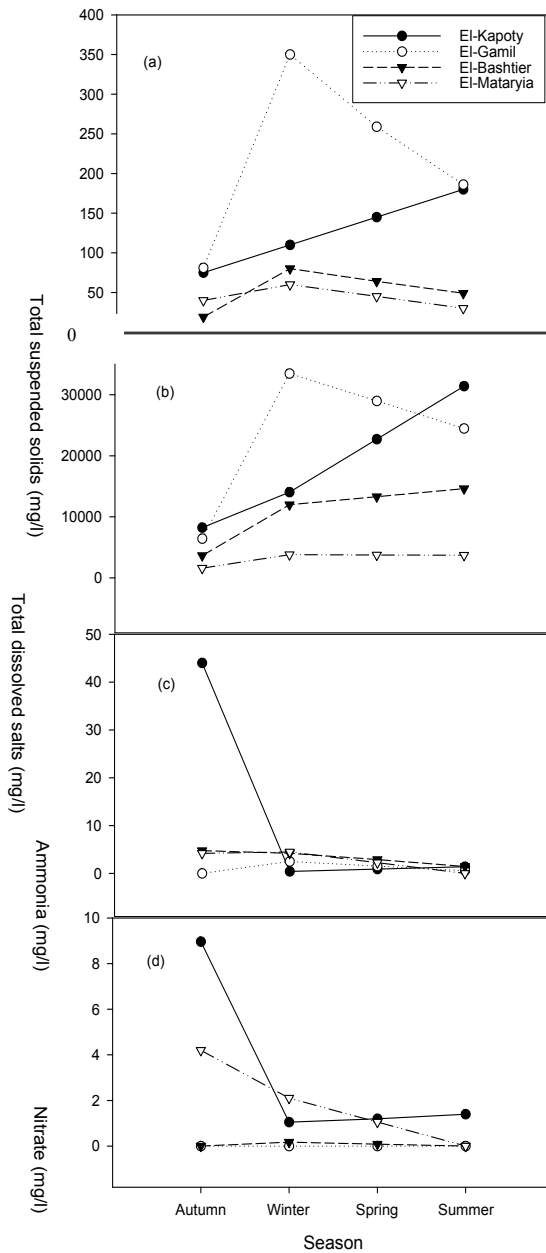 400
350
300
250
200
150
100
50
0
(a)
El-Kapoty
El-Gamil
El-Bashtier
El-Mataryia
Total suspended solids (mg/l)
30000
20000
10000
0
(b)
Total dissolved salts (mg/l)
50
40
30
20
10
0
(c)
Ammonia (mg/l)
10
8
6
4
2
0
(d)
Nitrate (mg/l)
Autumn Winter Spring Summer
Season